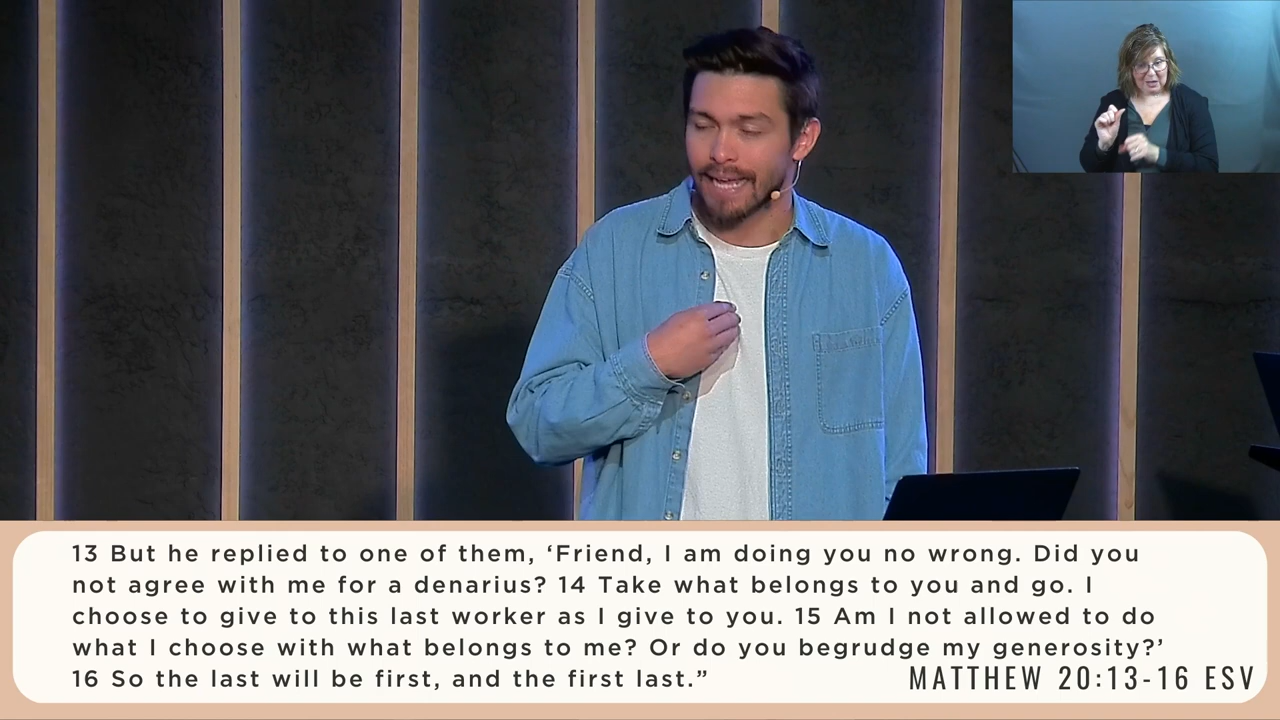 13 But he replied to one of them, ‘Friend, I am doing you no wrong. Did you
not agree with me for a denarius? 14 Take what belongs to you and go. I
choose to give to this last worker as I give to you. 15 Am I not allowed to do
what I choose with what belongs to me? Or do you begrudge my generosity?’
16 So the last will be first, and the first last.”
MATTHEW 20:13-16 ESV